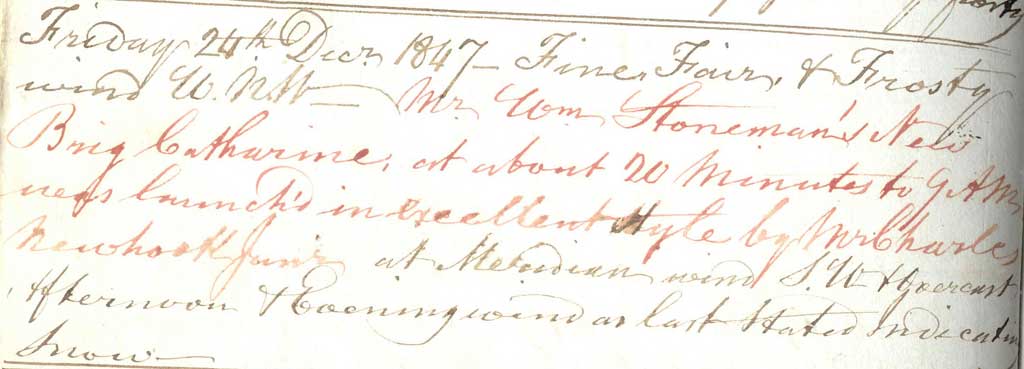 Friday 24th Decr. 1847 – Fine, Fair, & Frosty
wind W.NW – Mr. Wm. Stoneman's New
Brig Catharine, at about 20 Minutes to 9 AM
was launch'd in excellent style by Mr Charles
Newhook Junr at Meridian wind S.W & overcast
Afternoon & Evening wind as last Stated Indicating
Snow –